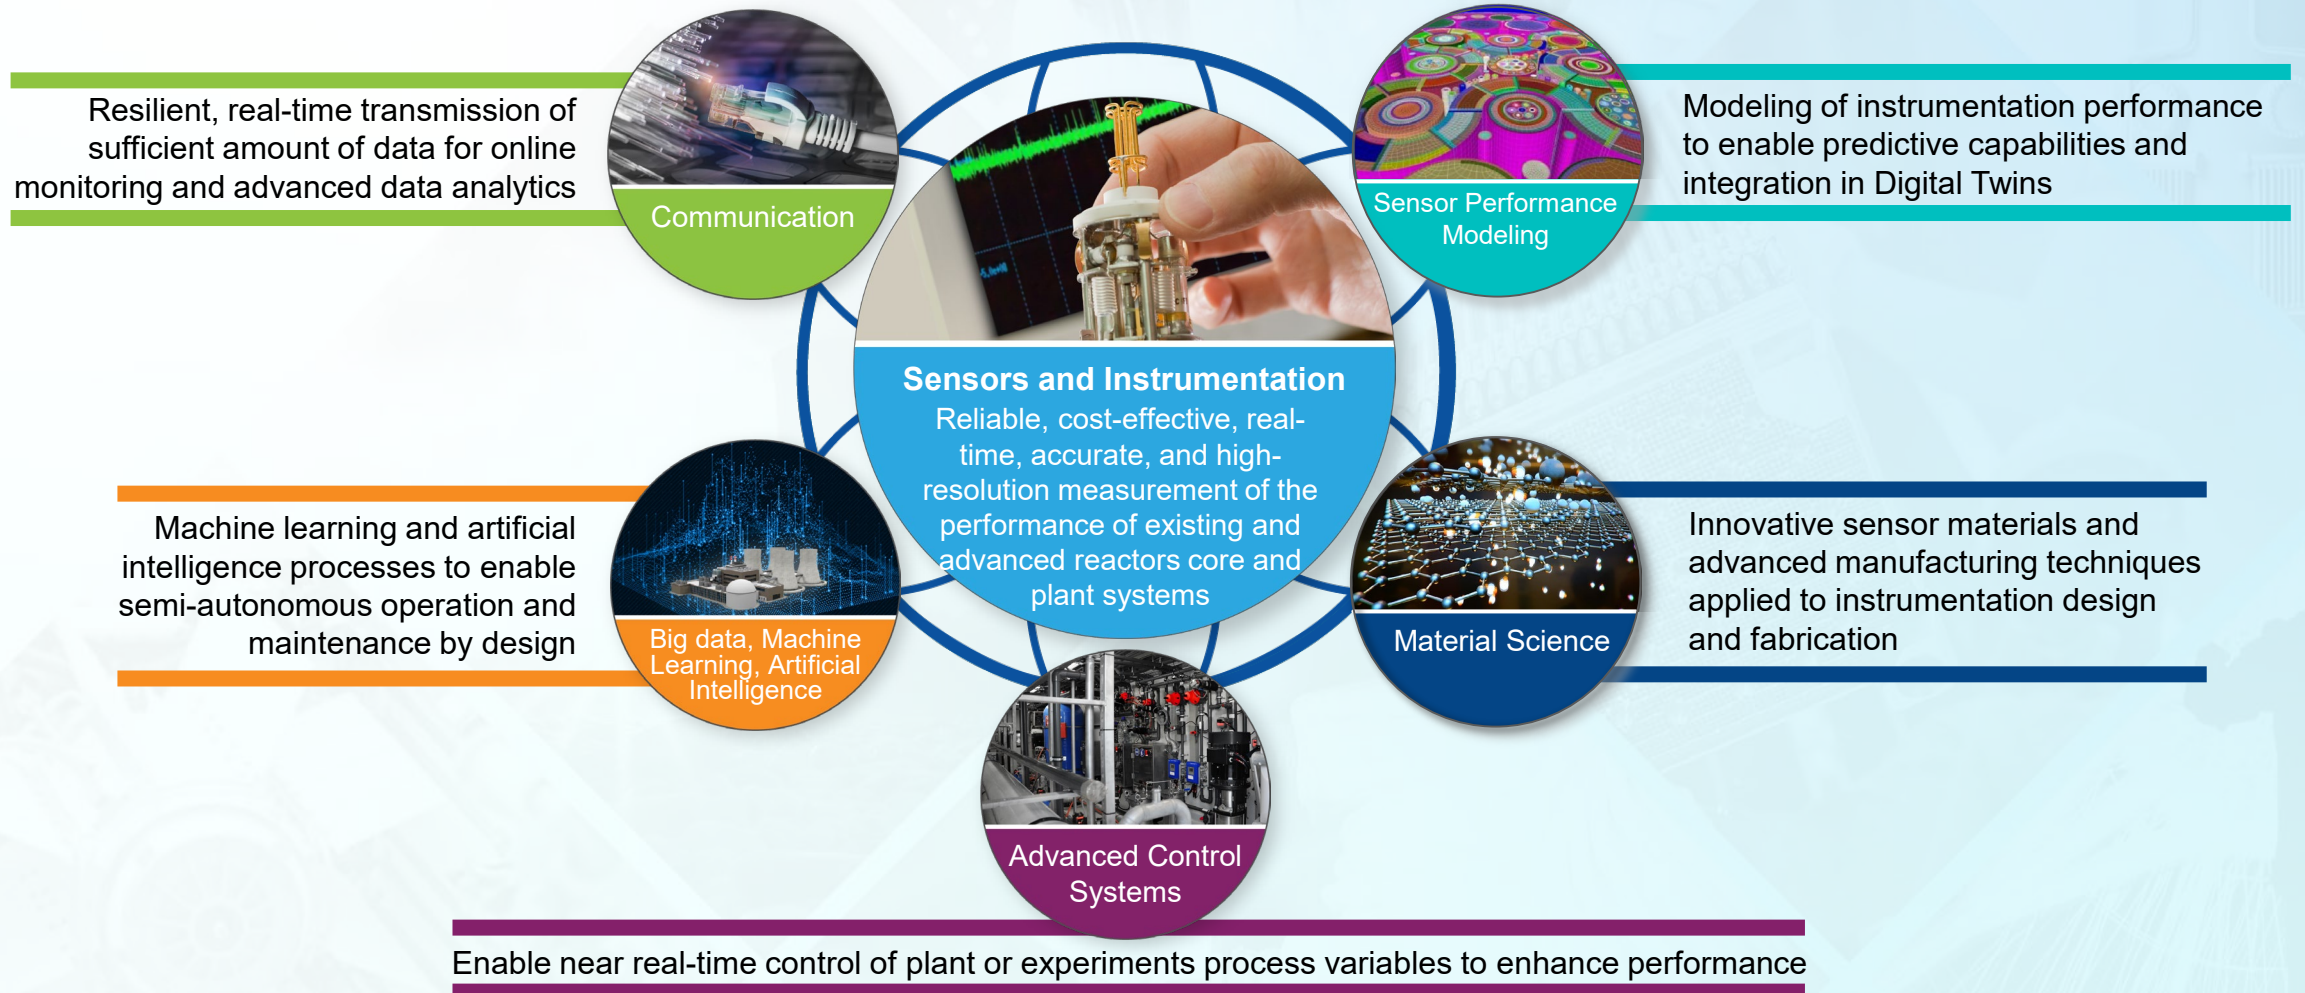 Resilient, real-time transmission of
sufficient amount of data for online
monitoring and advanced data analytics
Communication
Sensor Performance
Modeling
Modeling of instrumentation performance
to enable predictive capabilities and
integration in Digital Twins
Sensors and Instrumentation
Reliable, cost-effective, real-
time, accurate, and high-
resolution measurement of the
performance of existing and
advanced reactors core and
plant systems
Machine learning and artificial
intelligence processes to enable
semi-autonomous operation and
maintenance by design
Big data, Machine
Learning, Artificial
Intelligence
Material Science
Innovative sensor materials and
advanced manufacturing techniques
applied to instrumentation design
and fabrication
Advanced Control
Systems
Enable near real-time control of plant or experiments process variables to enhance performance